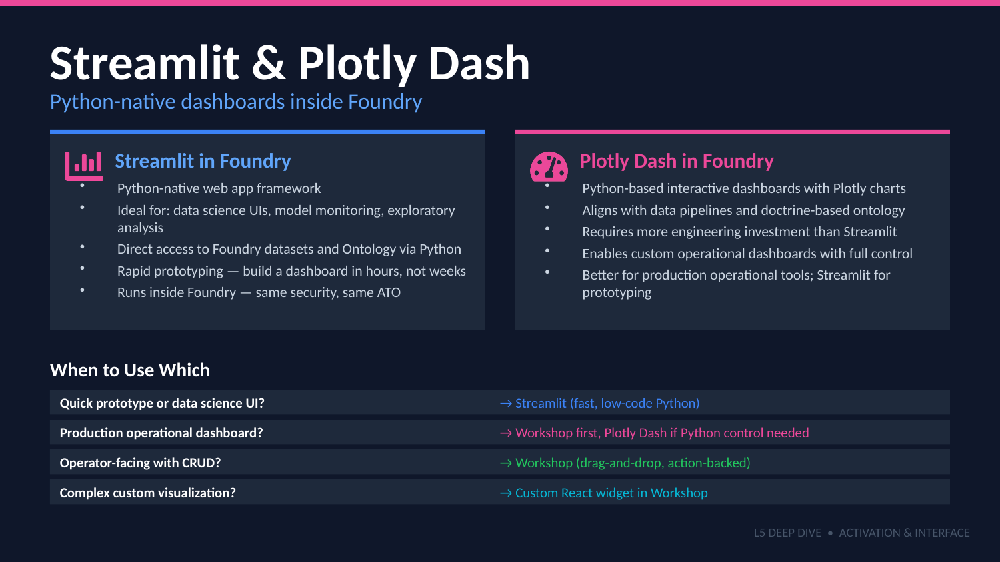 Streamlit & Plotly Dash
Python-native dashboards inside Foundry
Streamlit in Foundry
• Python-native web app framework
• Ideal for: data science UIs, model monitoring, exploratory
analysis
• Direct access to Foundry datasets and Ontology via Python
• Rapid prototyping — build a dashboard in hours, not weeks
• Runs inside Foundry — same security, same ATO
Plotly Dash in Foundry
• Python-based interactive dashboards with Plotly charts
• Aligns with data pipelines and doctrine-based ontology
• Requires more engineering investment than Streamlit
• Enables custom operational dashboards with full control
• Better for production operational tools; Streamlit for
prototyping
When to Use Which
Quick prototype or data science UI? → Streamlit (fast, low-code Python)
Production operational dashboard? → Workshop first, Plotly Dash if Python control needed
Operator-facing with CRUD? → Workshop (drag-and-drop, action-backed)
Complex custom visualization? → Custom React widget in Workshop
L5 DEEP DIVE • ACTIVATION & INTERFACE